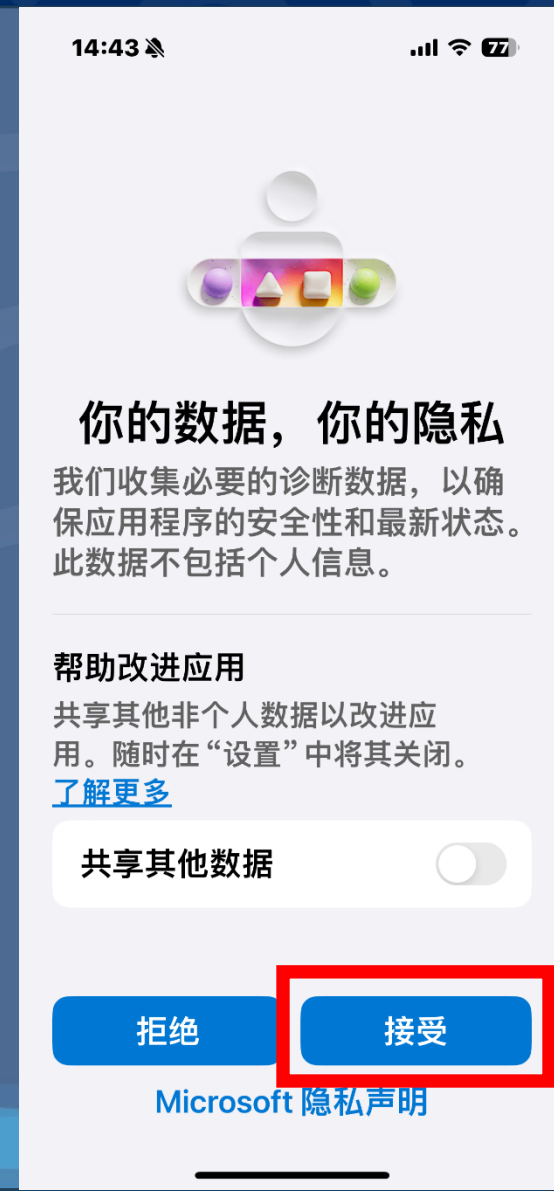 14:43
77
你的数据，你的隐私
我们收集必要的诊断数据，以确
保应用程序的安全性和最新状态。
此数据不包括个人信息。
帮助改进应用
共享其他非个人数据以改进应
用。随时在“设置”中将其关闭。
了解更多
共享其他数据
拒绝
接受
Microsoft 隐私声明